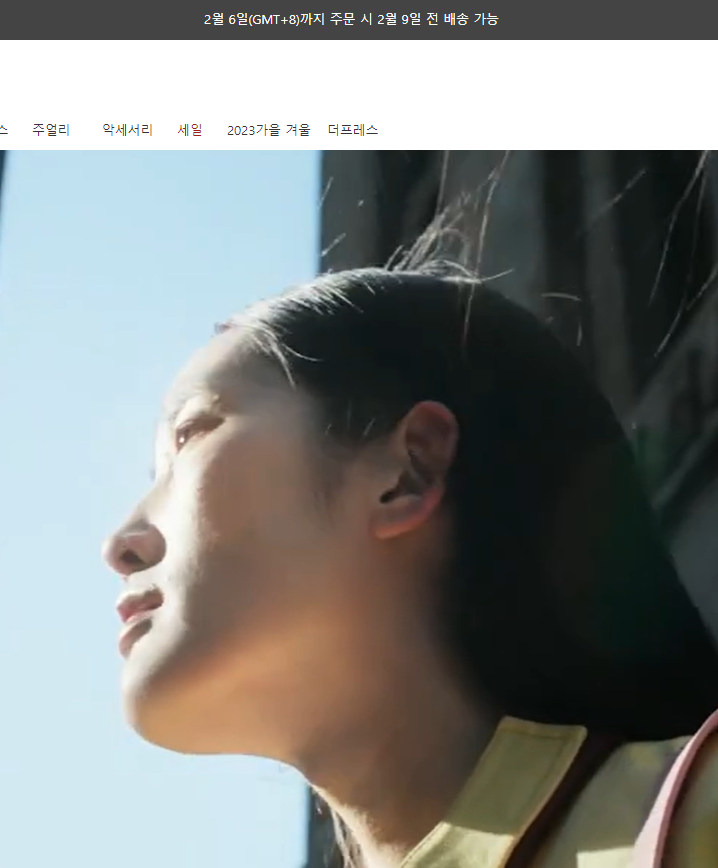 2월 6일(GMT+8)까지 주문 시 2월 9일 전 배송 가능
스 주얼리 악세서리 세일 2023가을 겨울 더프레스